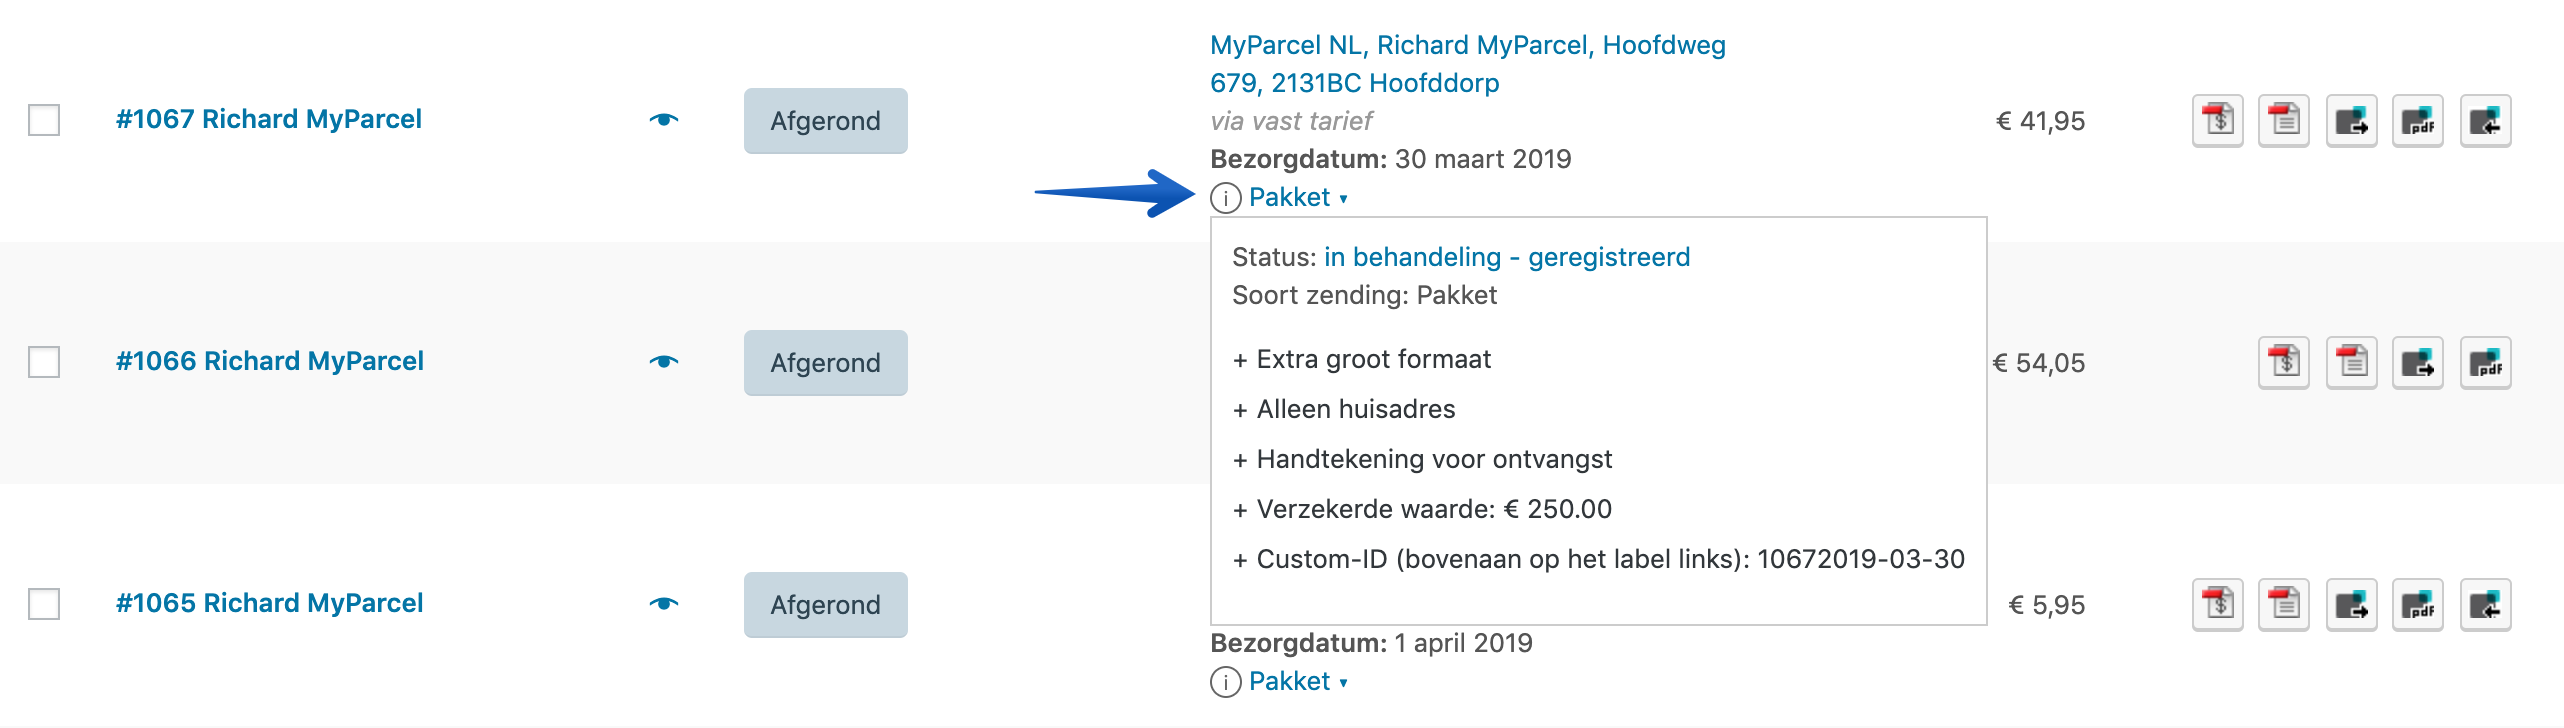 MyParcel NL, Richard MyParcel, Hoofdweg
679, 2131BC Hoofddorp
#1067 Richard MyParcel
Afgerond
via vast tarief
€ 41,95
Bezorgdatum: 30 maart 2019
i Pakket ▾
Status: in behandeling - geregistreerd
Soort zending: Pakket
+ Extra groot formaat
#1066 Richard MyParcel
Afgerond
€ 54,05
+ Alleen huisadres
+ Handtekening voor ontvangst
+ Verzekerde waarde: € 250.00
+ Custom-ID (bovenaan op het label links): 10672019-03-30
#1065 Richard MyParcel
Afgerond
€ 5,95
Bezorgdatum: 1 april 2019
i Pakket ▾
$
pdf
pdf
$
pdf